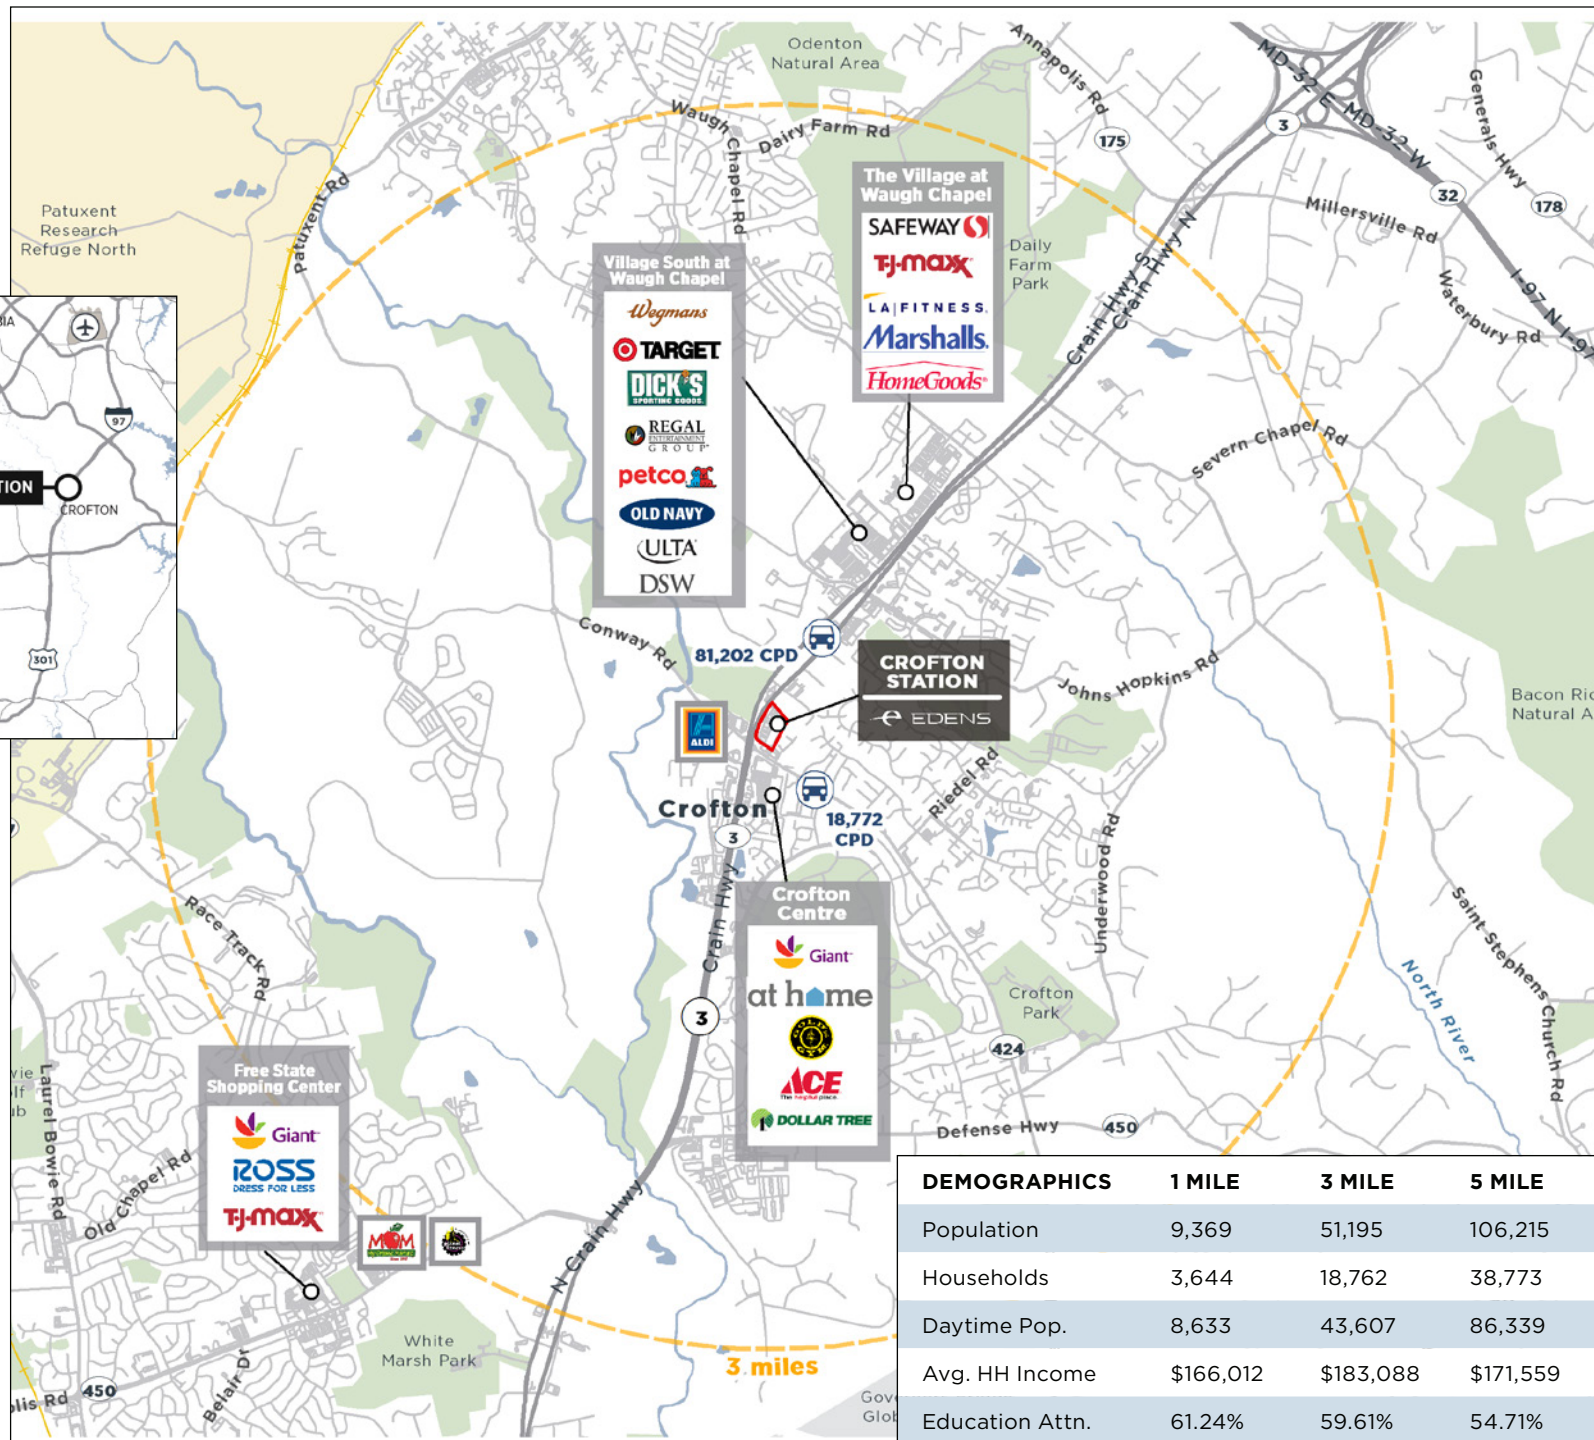 Odenton
Natural Area
Annapolis Rd
MD-32 E
MD-32 W
Generals Hwy
Waugh Chapel Rd
Dairy Farm Rd
175
3
32
178
Patuxent Rd
Patuxent
Research
Refuge North
The Village at
Waugh Chapel
SAFEWAY
T·J·maxx
LA|FITNESS.
Marshalls.
HomeGoods
Daily
Farm
Park
Millersville Rd
Waterbury Rd
I-97 N
I-97
Crain Hwy S
Crain Hwy N
Village South at
Waugh Chapel
Wegmans
TARGET
DICK'S
SPORTING GOODS
REGAL
ENTERTAINMENT
GROUP
petco
OLD NAVY
ULTA
DSW
97
CROFTON
301
Severn Chapel Rd
Conway Rd
81,202 CPD
CROFTON
STATION
EDENS
Johns Hopkins Rd
Bacon Rid
Natural A
ALDI
Crofton
3
18,772
CPD
Riedel Rd
Underwood Rd
Crain Hwy
Crofton
Centre
Giant
at home
GOLD'S
GYM
ACE
The helpful place.
DOLLAR TREE
Race Track Rd
3
Crofton
Park
424
North River
Saint Stephens Church Rd
Defense Hwy
450
Laurel Bowie Rd
Free State
Shopping Center
Giant
ROSS
DRESS FOR LESS
T·J·maxx
Old Chapel Rd
MOM
N Crain Hwy
White
Marsh Park
3 miles
Belair Dr
450
DEMOGRAPHICS 1 MILE 3 MILE 5 MILE
Population 9,369 51,195 106,215
Households 3,644 18,762 38,773
Daytime Pop. 8,633 43,607 86,339
Avg. HH Income $166,012 $183,088 $171,559
Education Attn. 61.24% 59.61% 54.71%